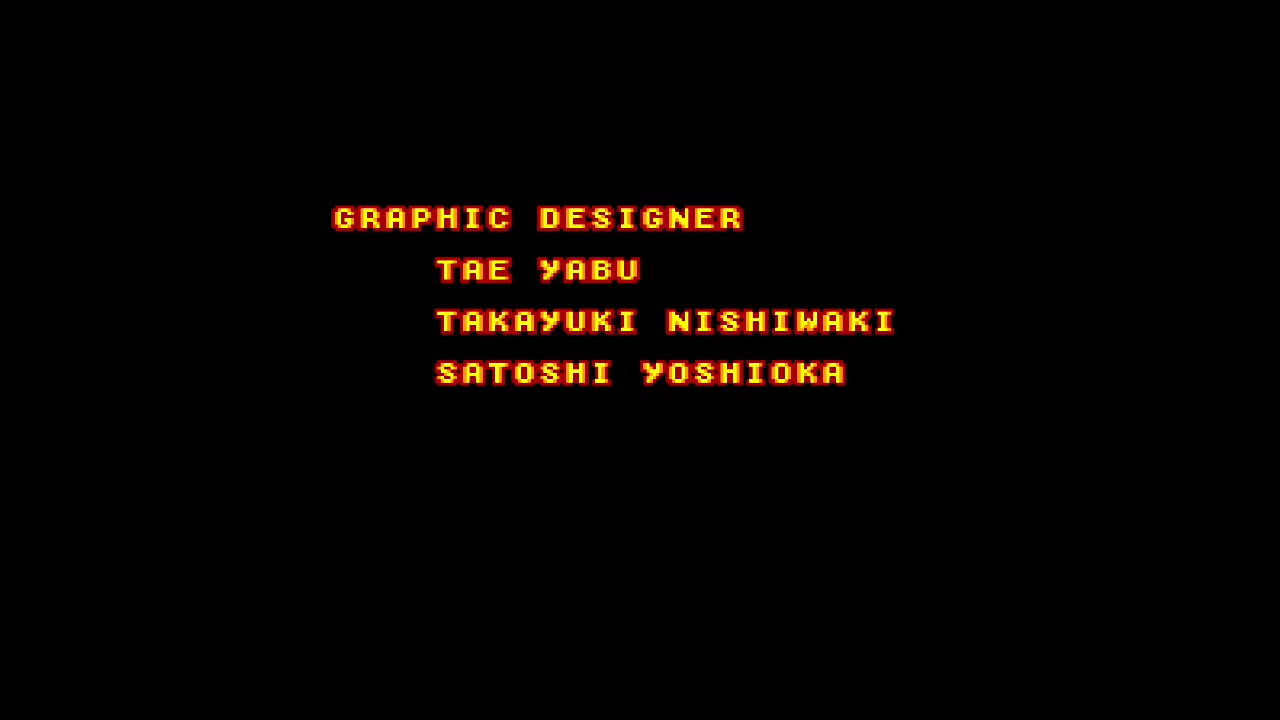 GRAPHIC DESIGNER
TAE YABU
TAKAYUKI NISHIWAKI
SATOSHI YOSHIOKA